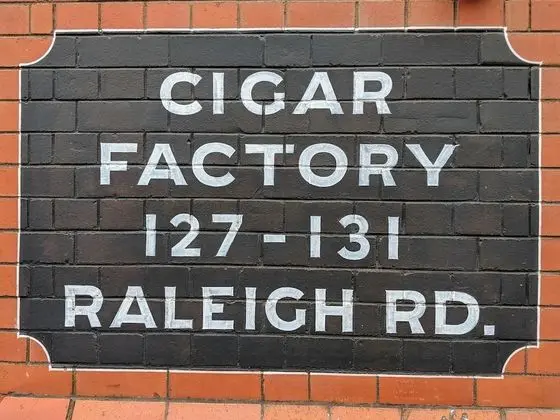 CIGAR
FACTORY
127-131
RALEIGH RD.